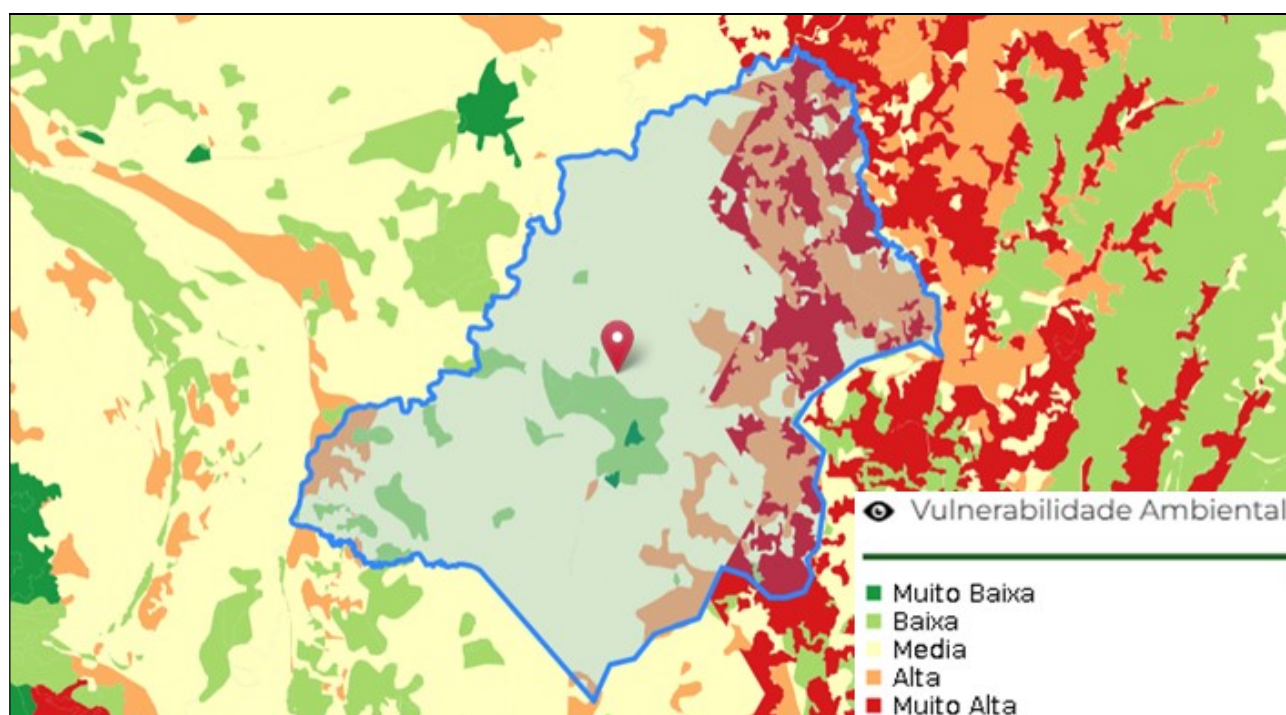 Vulnerabilidade Ambiental
Muito Baixa
Baixa
Media
Alta
Muito Alta